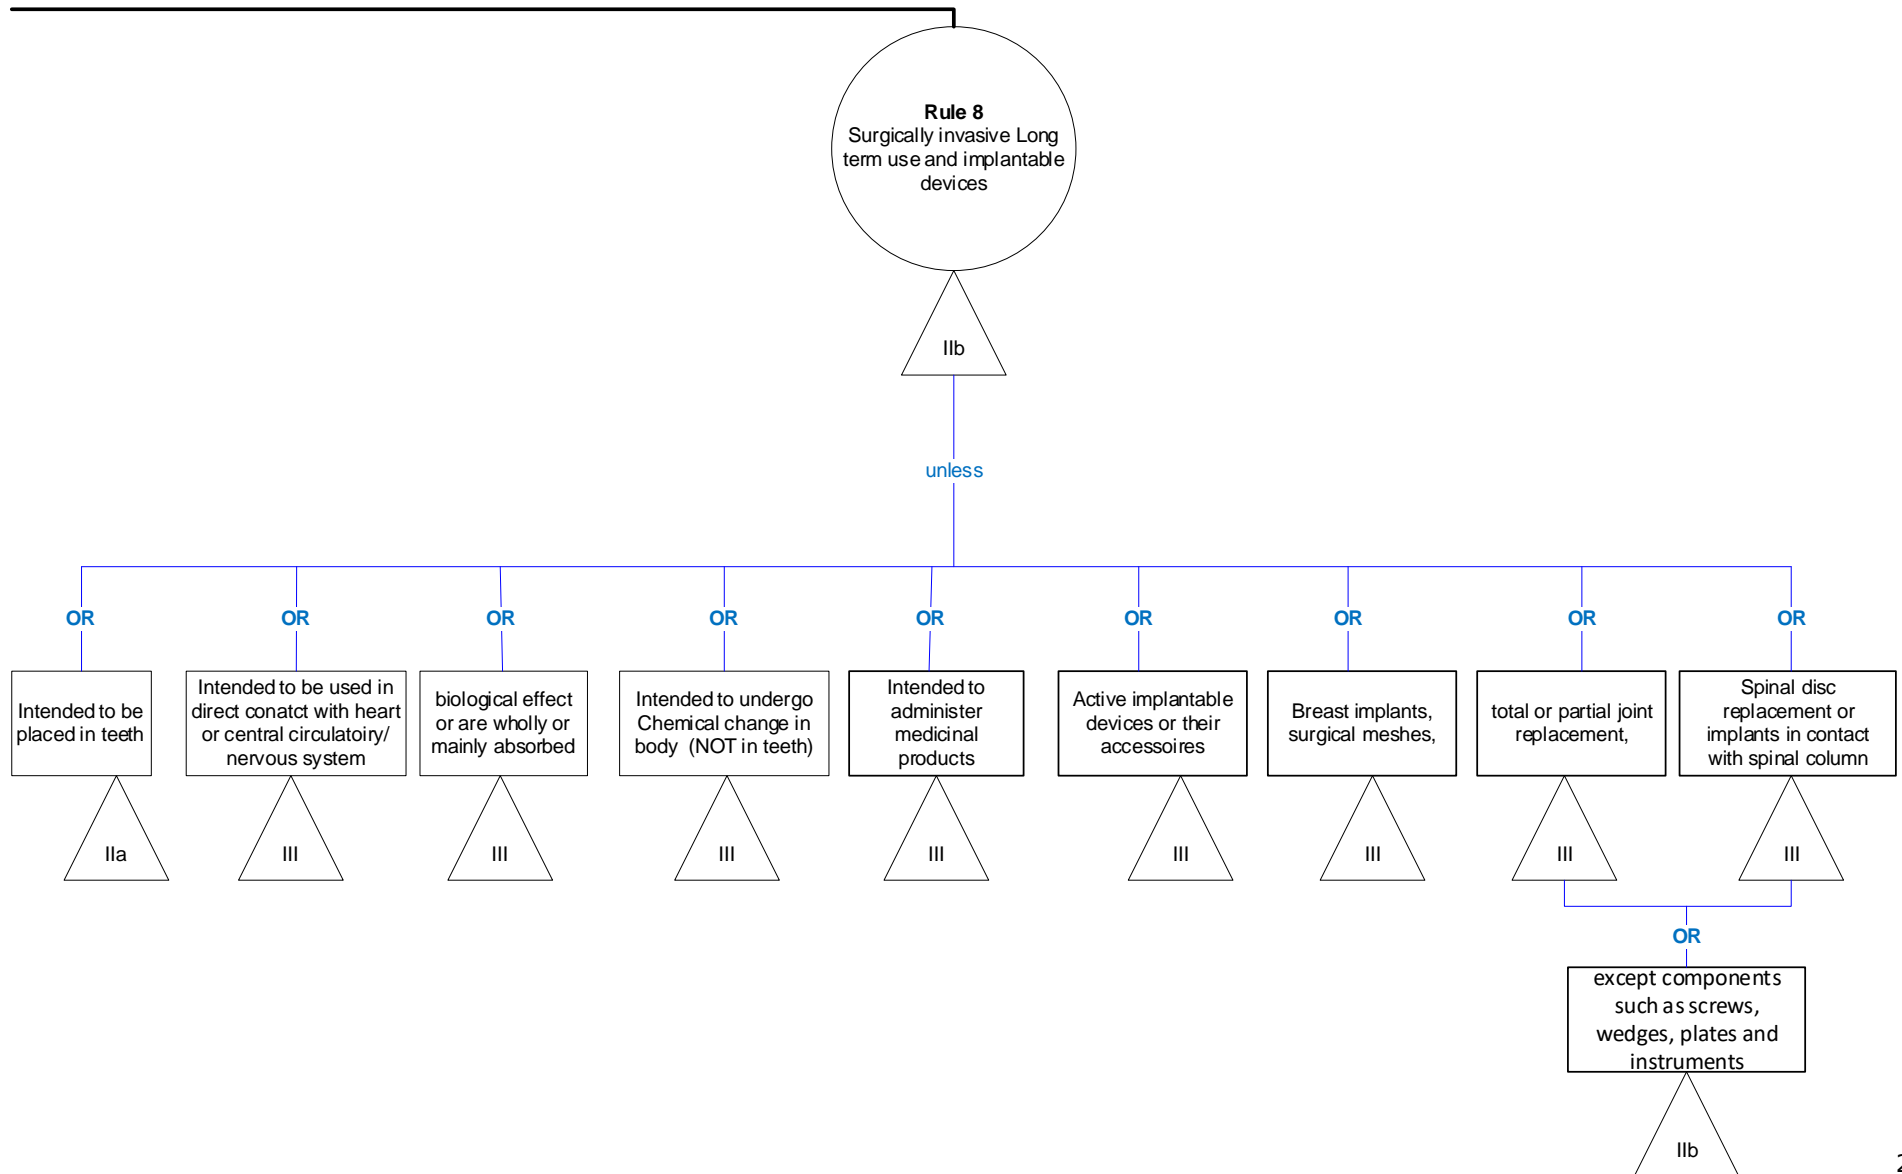 Rule 8
Surgically invasive Long
term use and implantable
devices
IIb
unless
OR
OR
OR
OR
OR
OR
OR
OR
OR
Intended to be
placed in teeth
Intended to be used in
direct conatct with heart
or central circulatoiry/
nervous system
biological effect
or are wholly or
mainly absorbed
Intended to undergo
Chemical change in
body (NOT in teeth)
Intended to
administer
medicinal
products
Active implantable
devices or their
accessoires
Breast implants,
surgical meshes,
total or partial joint
replacement,
Spinal disc
replacement or
implants in contact
with spinal column
IIa
III
III
III
III
III
III
III
III
OR
except components
such as screws,
wedges, plates and
instruments
IIb